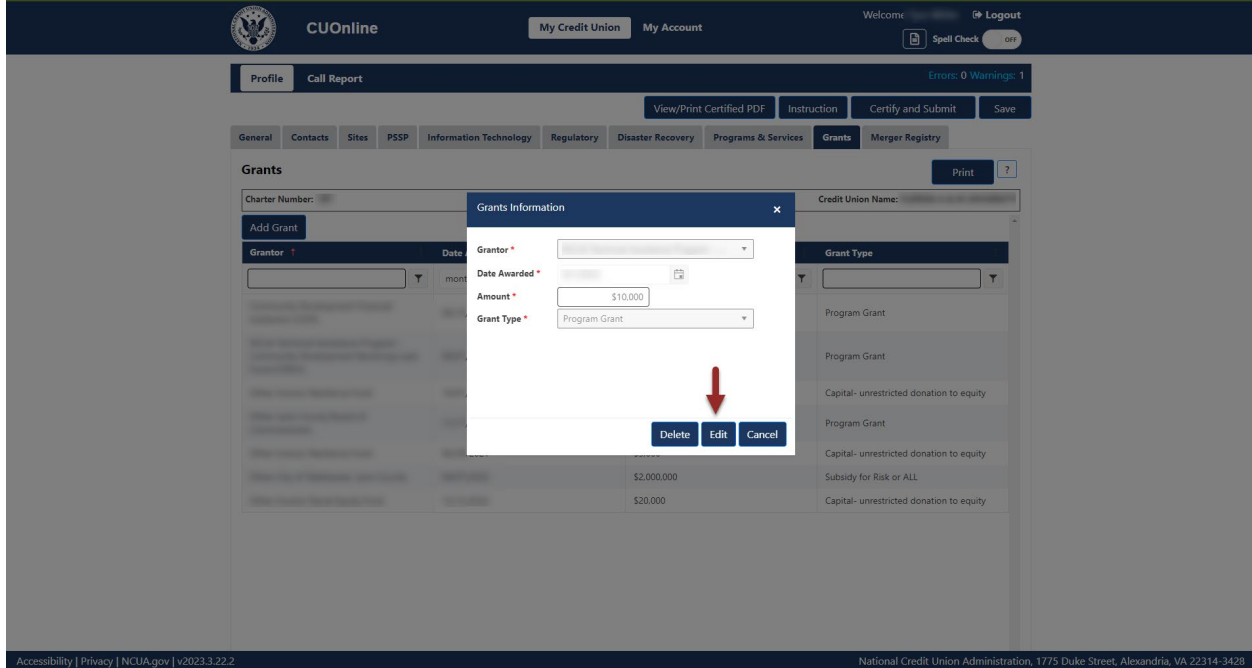 CUOnline
My Credit Union My Account
Welcome Logout
Spell Check OFF
Profile Call Report Errors: 0 Warnings: 1
View/Print Certified PDF Instruction Certify and Submit Save
General Contacts Sites PSSP Information Technology Regulatory Disaster Recovery Programs & Services Grants Merger Registry
Grants Print ?
Charter Number: Credit Union Name:
Add Grant
Grantor ↑ Date Grant Type
mont
Grants Information ×
Grantor *
Date Awarded *
Amount * $10,000
Grant Type * Program Grant
Delete Edit Cancel
Program Grant
Program Grant
Capital- unrestricted donation to equity
Program Grant
Capital- unrestricted donation to equity
$2,000,000 Subsidy for Risk or ALL
$20,000 Capital- unrestricted donation to equity
Accessibility | Privacy | NCUA.gov | v2023.3.22.2 National Credit Union Administration, 1775 Duke Street, Alexandria, VA 22314-3428